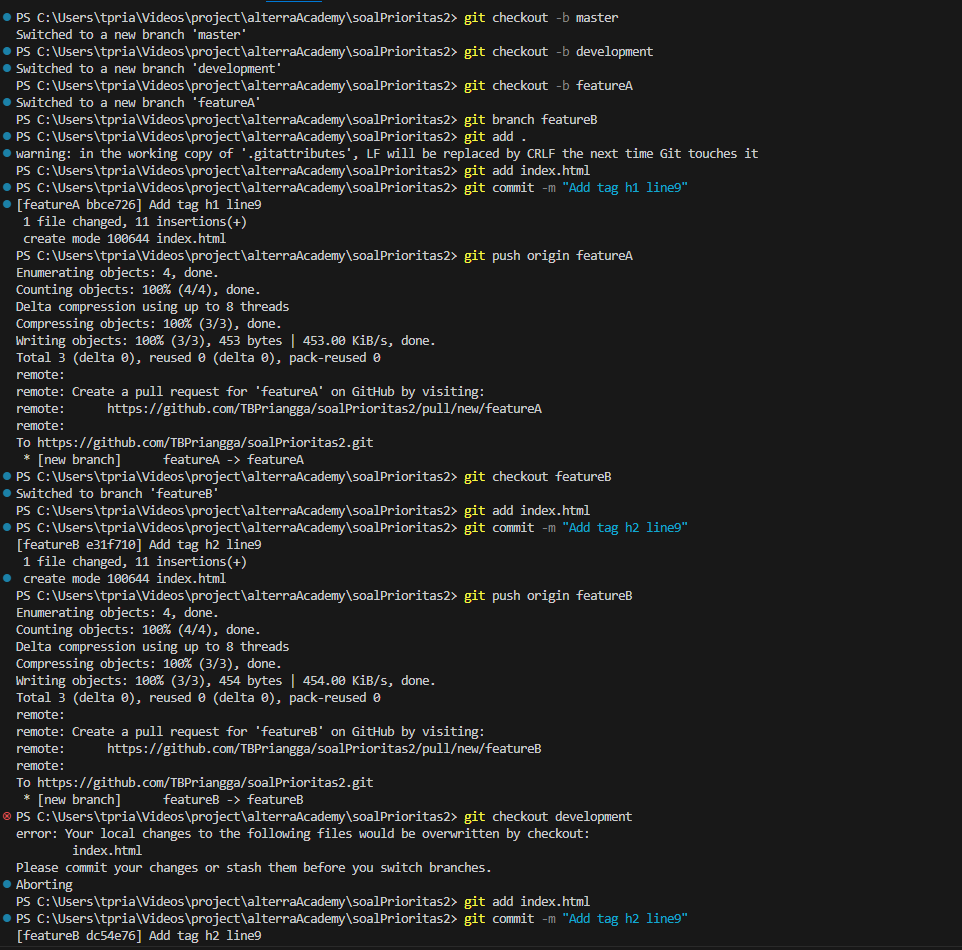 PS C:\Users\tpria\Videos\project\alterraAcademy\soalPrioritas2> git checkout -b master
Switched to a new branch 'master'
PS C:\Users\tpria\Videos\project\alterraAcademy\soalPrioritas2> git checkout -b development
Switched to a new branch 'development'
PS C:\Users\tpria\Videos\project\alterraAcademy\soalPrioritas2> git checkout -b featureA
Switched to a new branch 'featureA'
PS C:\Users\tpria\Videos\project\alterraAcademy\soalPrioritas2> git branch featureB
PS C:\Users\tpria\Videos\project\alterraAcademy\soalPrioritas2> git add .
warning: in the working copy of '.gitattributes', LF will be replaced by CRLF the next time Git touches it
PS C:\Users\tpria\Videos\project\alterraAcademy\soalPrioritas2> git add index.html
PS C:\Users\tpria\Videos\project\alterraAcademy\soalPrioritas2> git commit -m "Add tag h1 line9"
[featureA bbce726] Add tag h1 line9
1 file changed, 11 insertions(+)
create mode 100644 index.html
PS C:\Users\tpria\Videos\project\alterraAcademy\soalPrioritas2> git push origin featureA
Enumerating objects: 4, done.
Counting objects: 100% (4/4), done.
Delta compression using up to 8 threads
Compressing objects: 100% (3/3), done.
Writing objects: 100% (3/3), 453 bytes | 453.00 KiB/s, done.
Total 3 (delta 0), reused 0 (delta 0), pack-reused 0
remote:
remote: Create a pull request for 'featureA' on GitHub by visiting:
remote:      https://github.com/TBPriangga/soalPrioritas2/pull/new/featureA
remote:
To https://github.com/TBPriangga/soalPrioritas2.git
* [new branch]      featureA -> featureA
PS C:\Users\tpria\Videos\project\alterraAcademy\soalPrioritas2> git checkout featureB
Switched to branch 'featureB'
PS C:\Users\tpria\Videos\project\alterraAcademy\soalPrioritas2> git add index.html
PS C:\Users\tpria\Videos\project\alterraAcademy\soalPrioritas2> git commit -m "Add tag h2 line9"
[featureB e31f710] Add tag h2 line9
1 file changed, 11 insertions(+)
create mode 100644 index.html
PS C:\Users\tpria\Videos\project\alterraAcademy\soalPrioritas2> git push origin featureB
Enumerating objects: 4, done.
Counting objects: 100% (4/4), done.
Delta compression using up to 8 threads
Compressing objects: 100% (3/3), done.
Writing objects: 100% (3/3), 454 bytes | 454.00 KiB/s, done.
Total 3 (delta 0), reused 0 (delta 0), pack-reused 0
remote:
remote: Create a pull request for 'featureB' on GitHub by visiting:
remote:      https://github.com/TBPriangga/soalPrioritas2/pull/new/featureB
remote:
To https://github.com/TBPriangga/soalPrioritas2.git
* [new branch]      featureB -> featureB
PS C:\Users\tpria\Videos\project\alterraAcademy\soalPrioritas2> git checkout development
error: Your local changes to the following files would be overwritten by checkout:
index.html
Please commit your changes or stash them before you switch branches.
Aborting
PS C:\Users\tpria\Videos\project\alterraAcademy\soalPrioritas2> git add index.html
PS C:\Users\tpria\Videos\project\alterraAcademy\soalPrioritas2> git commit -m "Add tag h2 line9"
[featureB dc54e76] Add tag h2 line9